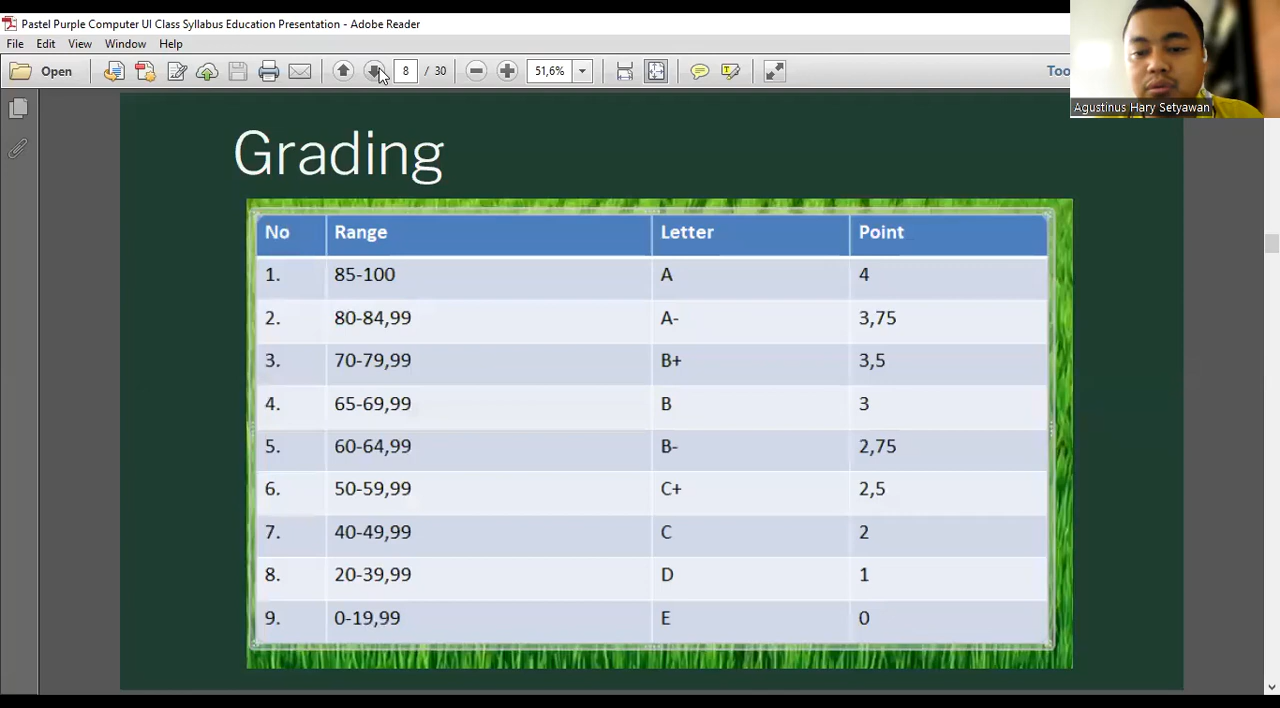 Pastel Purple Computer UI Class Syllabus Education Presentation - Adobe Reader
File Edit View Window Help
Open 8 / 30 51,6% Too
Agustinus Hary Setyawan
Grading
No Range Letter Point
1. 85-100 A 4
2. 80-84,99 A- 3,75
3. 70-79,99 B+ 3,5
4. 65-69,99 B 3
5. 60-64,99 B- 2,75
6. 50-59,99 C+ 2,5
7. 40-49,99 C 2
8. 20-39,99 D 1
9. 0-19,99 E 0